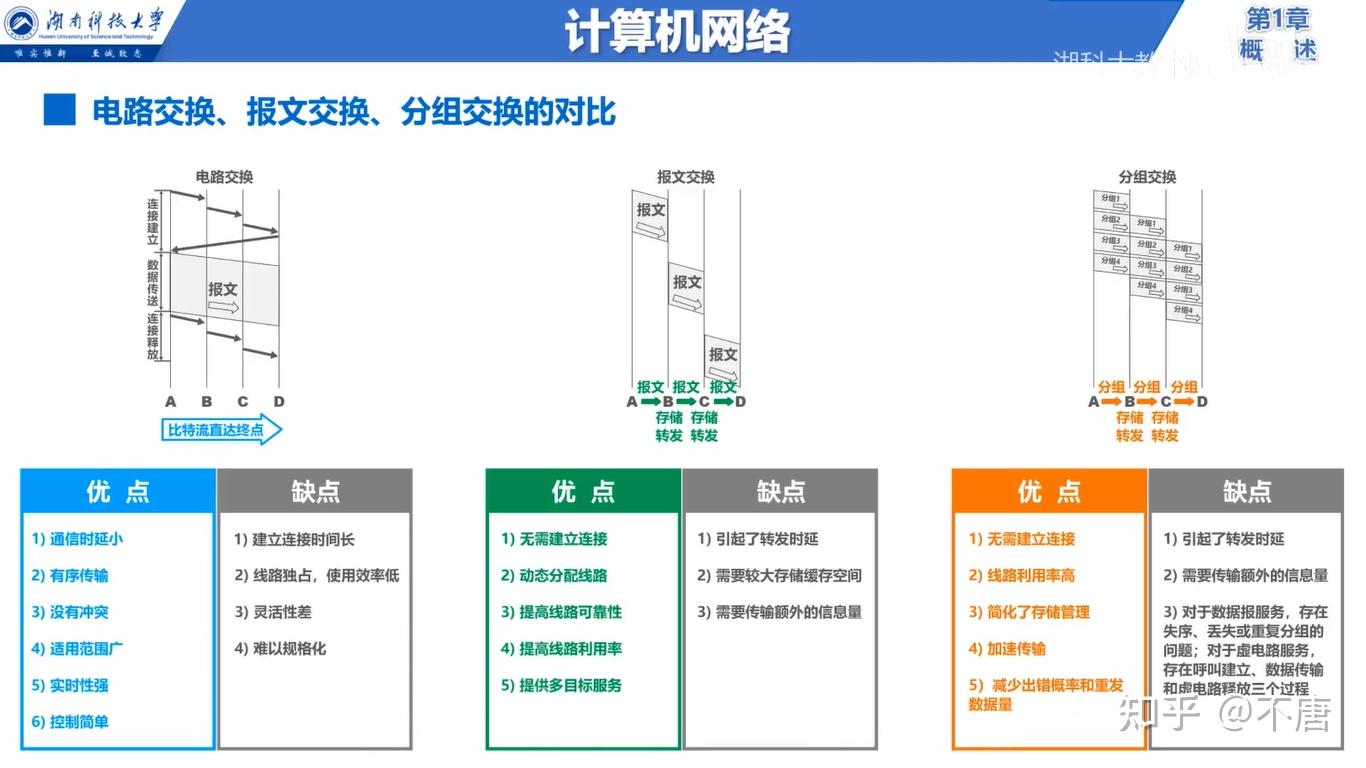 湖南科技大学
Hunan University of Science and Technology
唯实惟新 至诚致志
计算机网络
第1章
概 述
电路交换、报文交换、分组交换的对比
电路交换
连接建立
数据传送
连接释放
报文
A B C D
比特流直达终点
报文交换
报文
报文
报文
报文 报文 报文
A B C D
存储 存储
转发 转发
分组交换
分组1
分组2 分组1
分组3 分组2 分组1
分组4 分组3 分组2
分组4 分组3
分组4
分组 分组 分组
A B C D
存储 存储
转发 转发
优 点
1) 通信时延小
2) 有序传输
3) 没有冲突
4) 适用范围广
5) 实时性强
6) 控制简单
缺点
1) 建立连接时间长
2) 线路独占，使用效率低
3) 灵活性差
4) 难以规格化
优 点
1) 无需建立连接
2) 动态分配线路
3) 提高线路可靠性
4) 提高线路利用率
5) 提供多目标服务
缺点
1) 引起了转发时延
2) 需要较大存储缓存空间
3) 需要传输额外的信息量
优 点
1) 无需建立连接
2) 线路利用率高
3) 简化了存储管理
4) 加速传输
5) 减少出错概率和重发
数据量
缺点
1) 引起了转发时延
2) 需要传输额外的信息量
3) 对于数据报服务，存在
失序、丢失或重复分组的
问题；对于虚电路服务，
存在呼叫建立、数据传输
和虚电路释放三个过程
知乎 @不唐